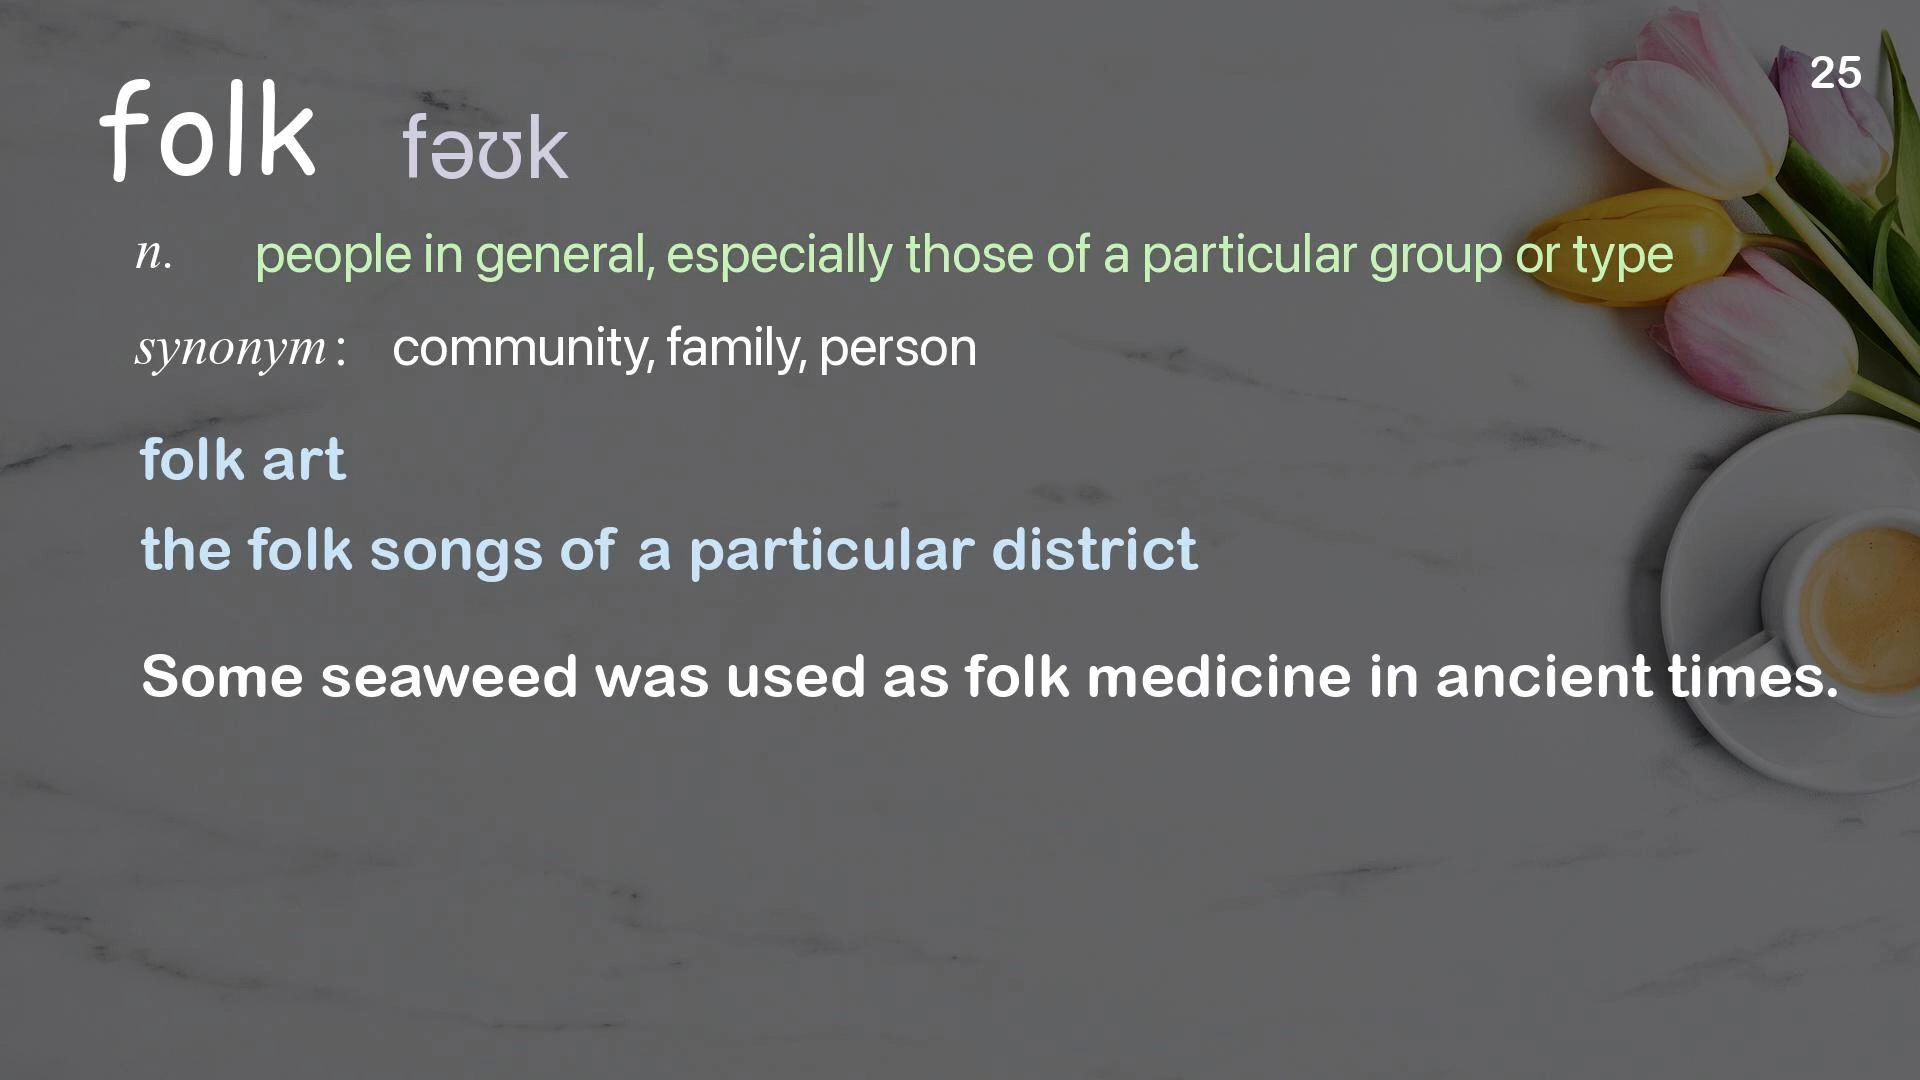 25
folk fəʊk
n. people in general, especially those of a particular group or type
synonym: community, family, person
folk art
the folk songs of a particular district
Some seaweed was used as folk medicine in ancient times.